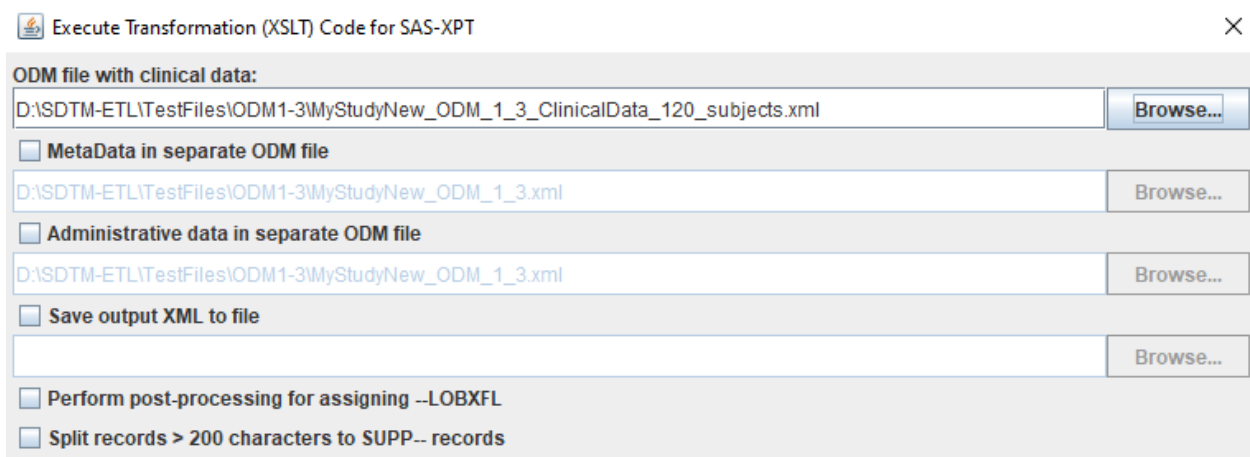 Execute Transformation (XSLT) Code for SAS-XPT
ODM file with clinical data:
D:\SDTM-ETL\TestFiles\ODM1-3\MyStudyNew_ODM_1_3_ClinicalData_120_subjects.xml Browse...
MetaData in separate ODM file
D:\SDTM-ETL\TestFiles\ODM1-3\MyStudyNew_ODM_1_3.xml Browse...
Administrative data in separate ODM file
D:\SDTM-ETL\TestFiles\ODM1-3\MyStudyNew_ODM_1_3.xml Browse...
Save output XML to file
Browse...
Perform post-processing for assigning --LOBXFL
Split records > 200 characters to SUPP-- records